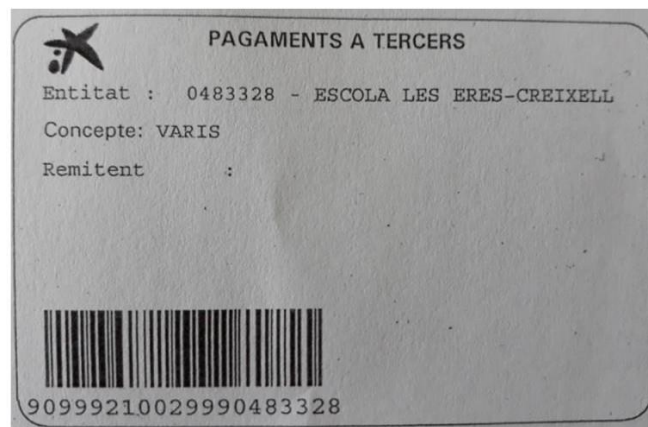 PAGAMENTS A TERCERS
Entitat : 0483328 - ESCOLA LES ERES-CREIXELL
Concepte: VARIS
Remitent :
90999210029990483328